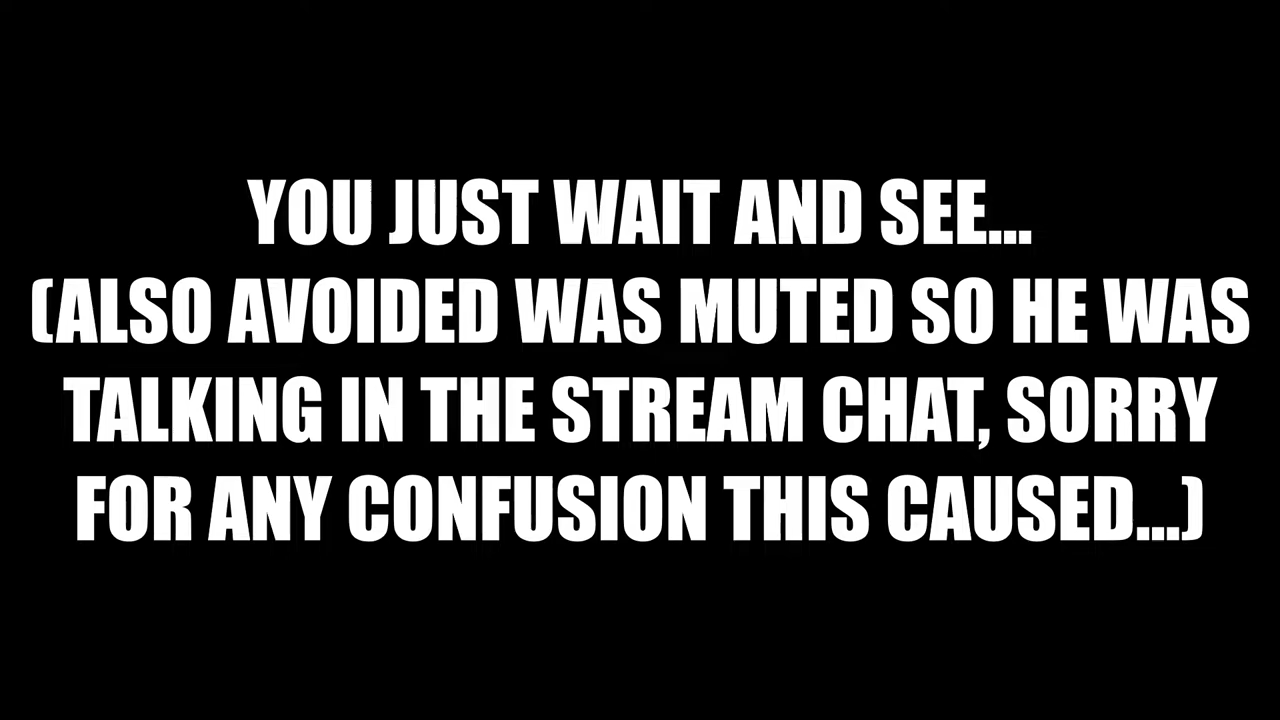 YOU JUST WAIT AND SEE...
(ALSO AVOIDED WAS MUTED SO HE WAS
TALKING IN THE STREAM CHAT, SORRY
FOR ANY CONFUSION THIS CAUSED...)